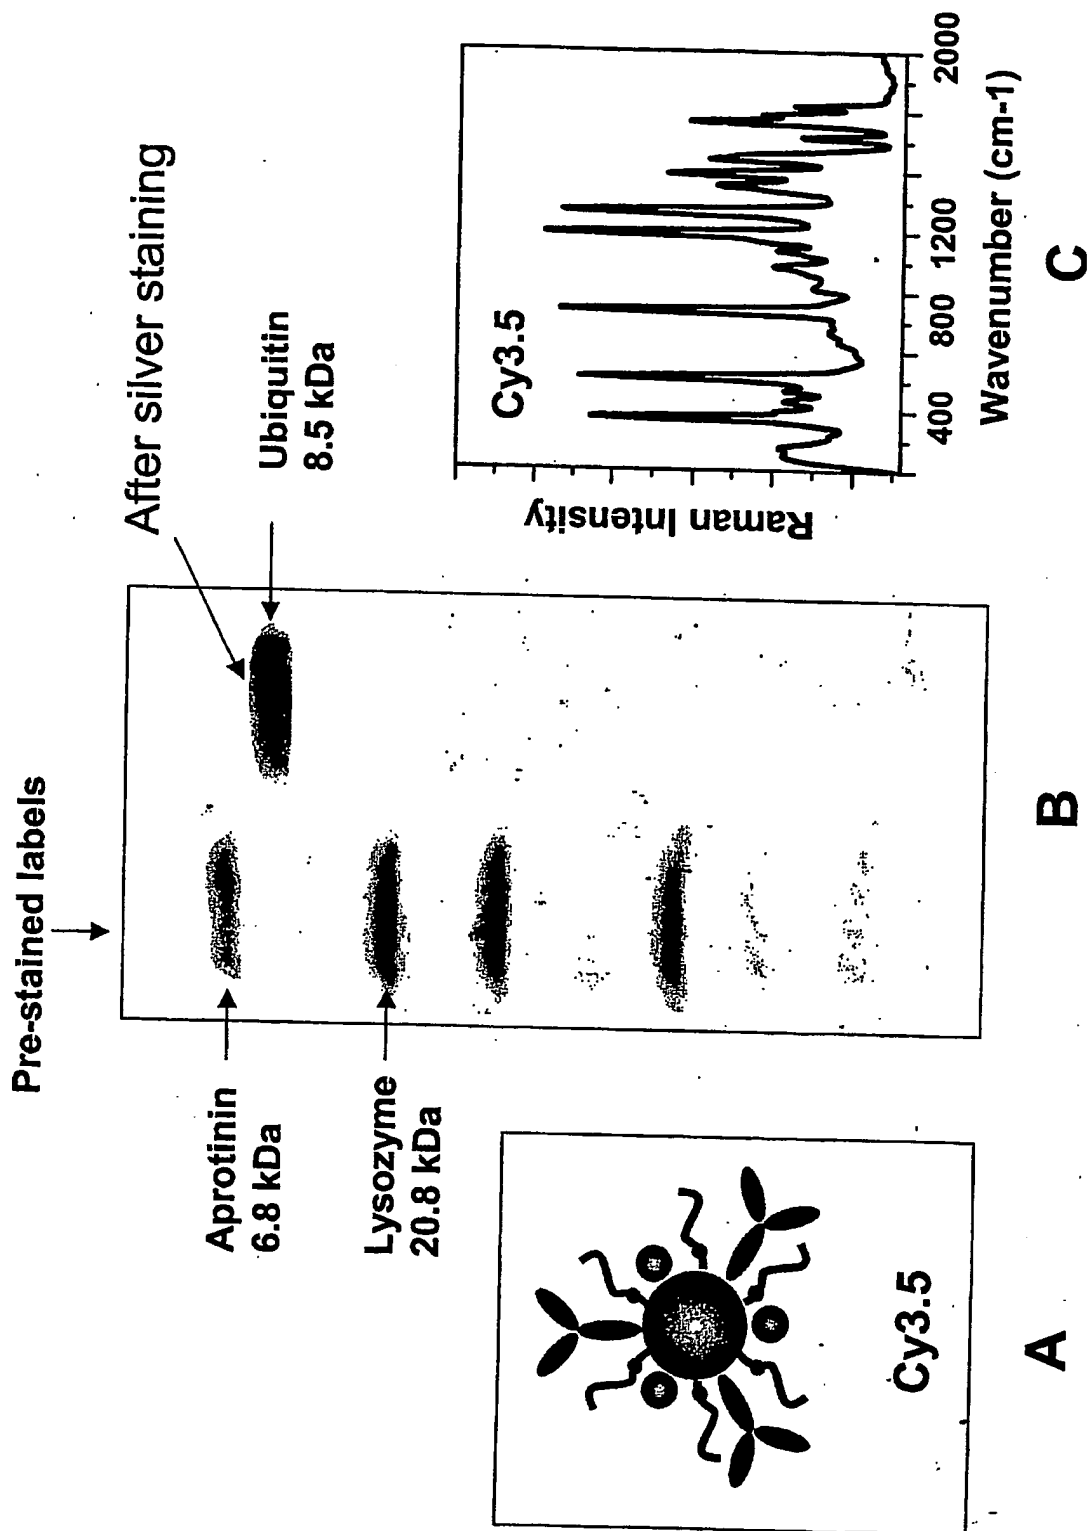 Cy3.5
A
Pre-stained labels
Aprotinin
6.8 kDa
Lysozyme
20.8 kDa
After silver staining
Ubiquitin
8.5 kDa
B
Cy3.5
Raman Intensity
400
800
1200
2000
Wavenumber (cm-1)
C